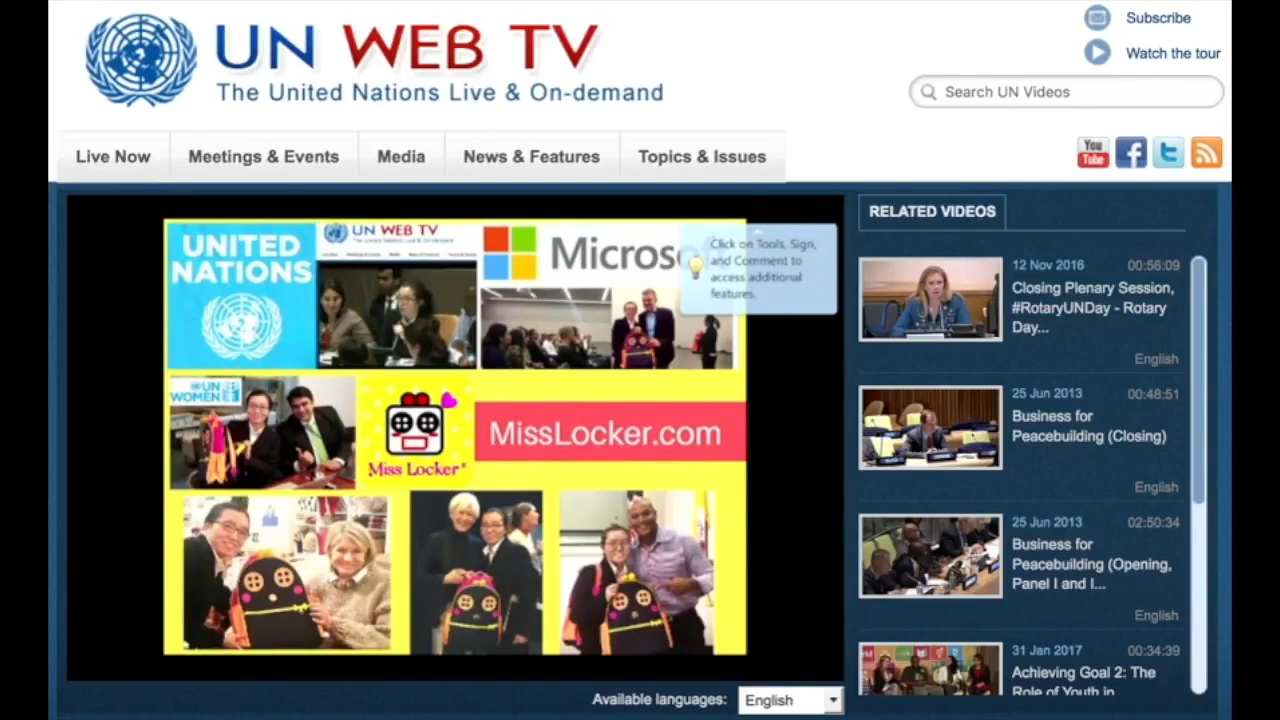 UN WEB TV
The United Nations Live & On-demand
Subscribe
Watch the tour
Search UN Videos
Live Now
Meetings & Events
Media
News & Features
Topics & Issues
You
Tube
UNITED
NATIONS
UN WEB TV
Microso
Click on Tools, Sign,
and Comment to
access additional
features.
UN
WOMEN
Miss Locker
MissLocker.com
RELATED VIDEOS
12 Nov 2016 00:56:09
Closing Plenary Session,
#RotaryUNDay - Rotary
Day...
English
25 Jun 2013 00:48:51
Business for
Peacebuilding (Closing)
English
25 Jun 2013 02:50:34
Business for
Peacebuilding (Opening,
Panel I and I...
English
31 Jan 2017 00:34:39
Achieving Goal 2: The
Role of Youth in
Available languages: English